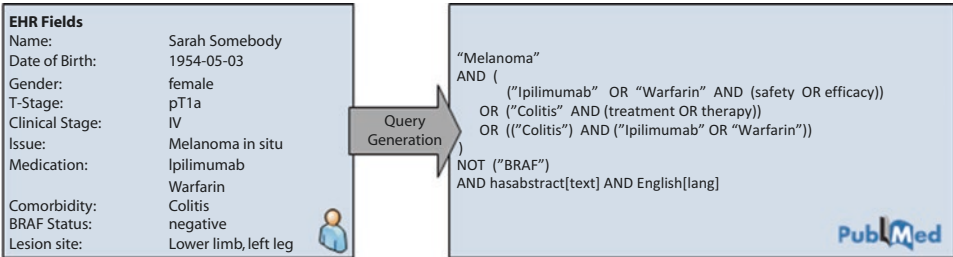 EHR Fields
Name: Sarah Somebody
Date of Birth: 1954-05-03
Gender: female
T-Stage: pT1a
Clinical Stage: IV
Issue: Melanoma in situ
Medication: Ipilimumab
Warfarin
Comorbidity: Colitis
BRAF Status: negative
Lesion site: Lower limb, left leg
Query
Generation
“Melanoma”
AND (
("Ipilimumab” OR “Warfarin” AND (safety OR efficacy))
OR (“Colitis” AND (treatment OR therapy))
OR ((“Colitis”) AND (“Ipilimumab” OR “Warfarin”))
)
NOT (“BRAF”)
AND hasabstract[text] AND English[lang]
PubMed